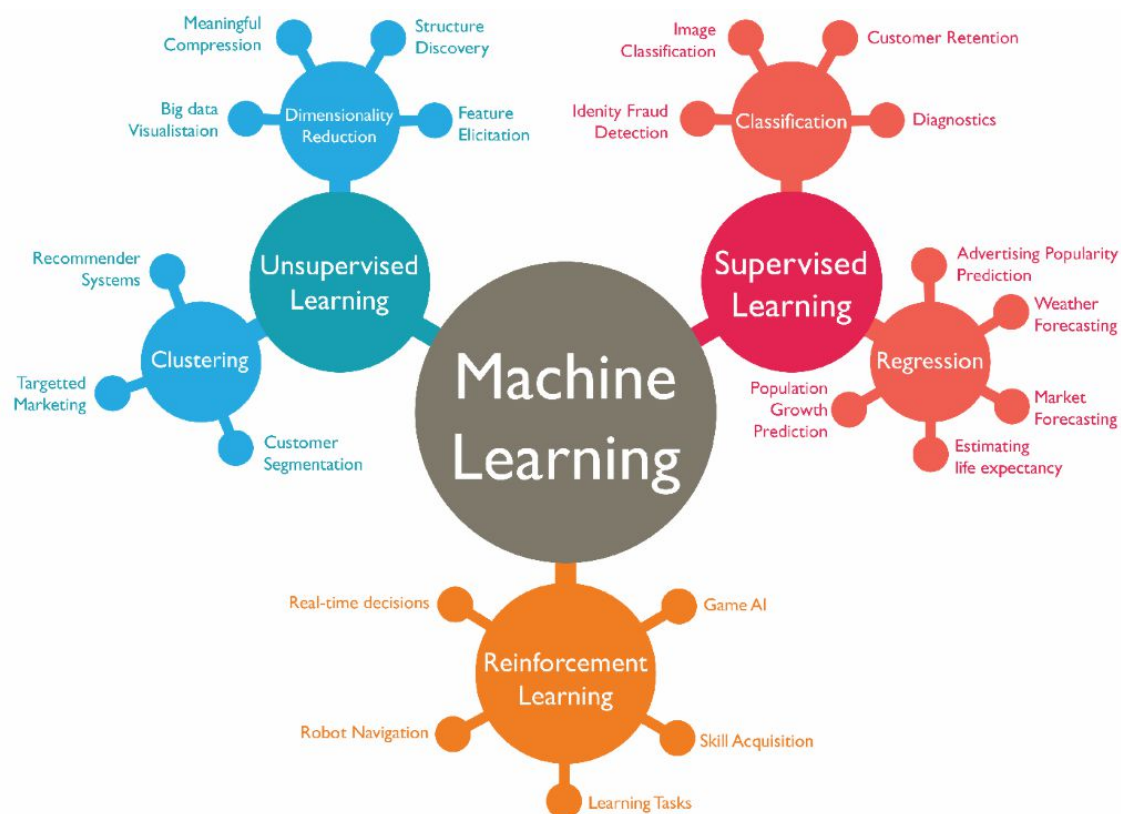 Meaningful
Compression
Structure
Discovery
Big data
Visualistaion
Dimensionality
Reduction
Feature
Elicitation
Image
Classification
Customer Retention
Idenity Fraud
Detection
Classification
Diagnostics
Recommender
Systems
Unsupervised
Learning
Clustering
Targetted
Marketing
Customer
Segmentation
Machine
Learning
Supervised
Learning
Advertising Popularity
Prediction
Weather
Forecasting
Regression
Population
Growth
Prediction
Market
Forecasting
Estimating
life expectancy
Real-time decisions
Game AI
Reinforcement
Learning
Robot Navigation
Skill Acquisition
Learning Tasks